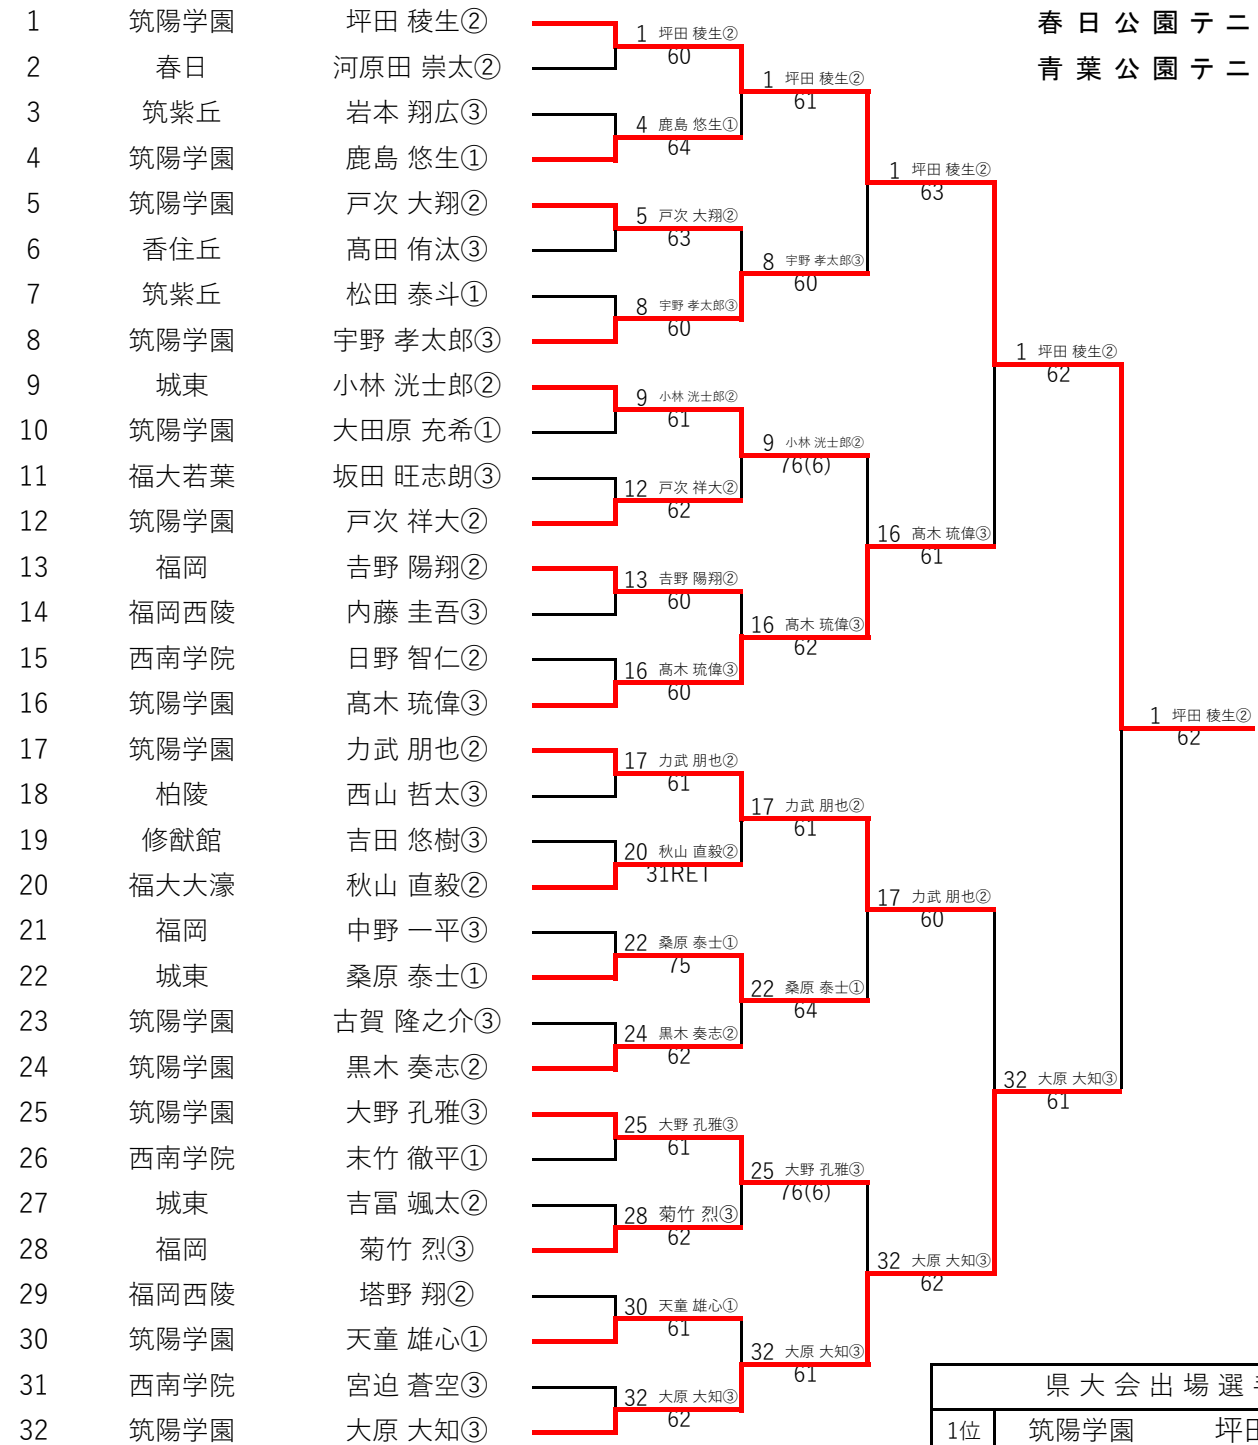 春日公園テニ
青葉公園テニ
1 筑陽学園 坪田 稜生②
2 春日 河原田 崇太②
3 筑紫丘 岩本 翔広③
4 筑陽学園 鹿島 悠生①
5 筑陽学園 戸次 大翔②
6 香住丘 髙田 侑汰③
7 筑紫丘 松田 泰斗①
8 筑陽学園 宇野 孝太郎③
9 城東 小林 洸士郎②
10 筑陽学園 大田原 充希①
11 福大若葉 坂田 旺志朗③
12 筑陽学園 戸次 祥大②
13 福岡 𠮷野 陽翔②
14 福岡西陵 内藤 圭吾③
15 西南学院 日野 智仁②
16 筑陽学園 髙木 琉偉③
17 筑陽学園 力武 朋也②
18 柏陵 西山 哲太③
19 修猷館 吉田 悠樹③
20 福大大濠 秋山 直毅②
21 福岡 中野 一平③
22 城東 桑原 泰士①
23 筑陽学園 古賀 隆之介③
24 筑陽学園 黒木 奏志②
25 筑陽学園 大野 孔雅③
26 西南学院 末竹 徹平①
27 城東 吉冨 颯太②
28 福岡 菊竹 烈③
29 福岡西陵 塔野 翔②
30 筑陽学園 天童 雄心①
31 西南学院 宮迫 蒼空③
32 筑陽学園 大原 大知③
1 坪田 稜生②
60
4 鹿島 悠生①
64
5 戸次 大翔②
63
8 宇野 孝太郎③
60
9 小林 洸士郎②
61
12 戸次 祥大②
62
13 𠮷野 陽翔②
60
16 髙木 琉偉③
60
17 力武 朋也②
61
20 秋山 直毅②
31RET
22 桑原 泰士①
75
24 黒木 奏志②
62
25 大野 孔雅③
61
28 菊竹 烈③
62
30 天童 雄心①
61
32 大原 大知③
62
1 坪田 稜生②
61
8 宇野 孝太郎③
60
9 小林 洸士郎②
76(6)
16 髙木 琉偉③
62
17 力武 朋也②
61
22 桑原 泰士①
64
25 大野 孔雅③
76(6)
32 大原 大知③
61
1 坪田 稜生②
63
16 髙木 琉偉③
61
17 力武 朋也②
60
32 大原 大知③
62
1 坪田 稜生②
62
32 大原 大知③
61
1 坪田 稜生②
62
県大会出場選
1位 筑陽学園 坪